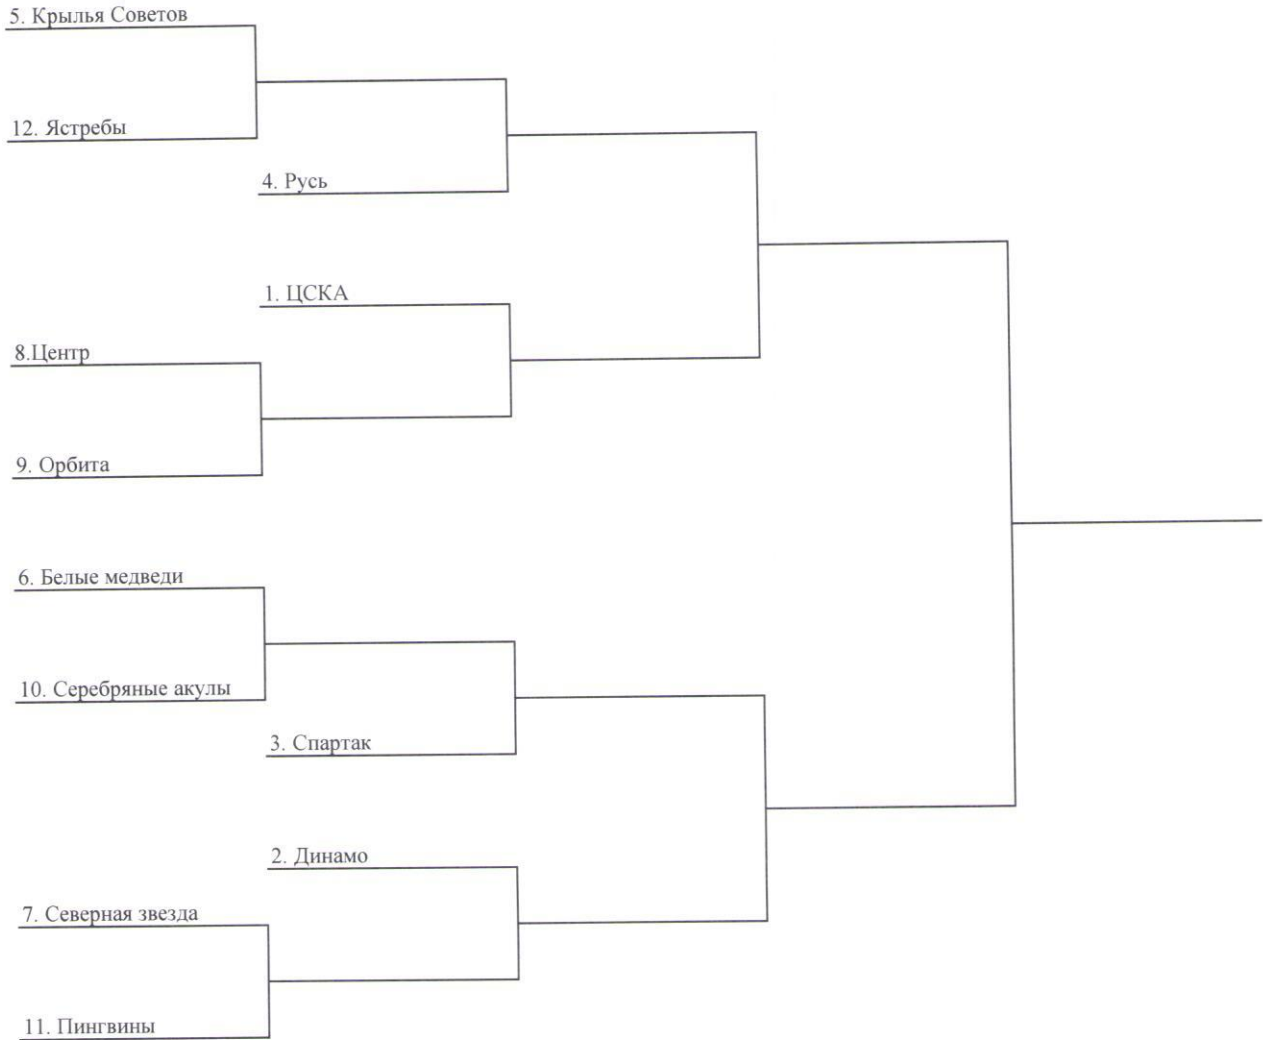 5. Крылья Советов
12. Ястребы
4. Русь
1. ЦСКА
8.Центр
9. Орбита
6. Белые медведи
10. Серебряные акулы
3. Спартак
2. Динамо
7. Северная звезда
11. Пингвины